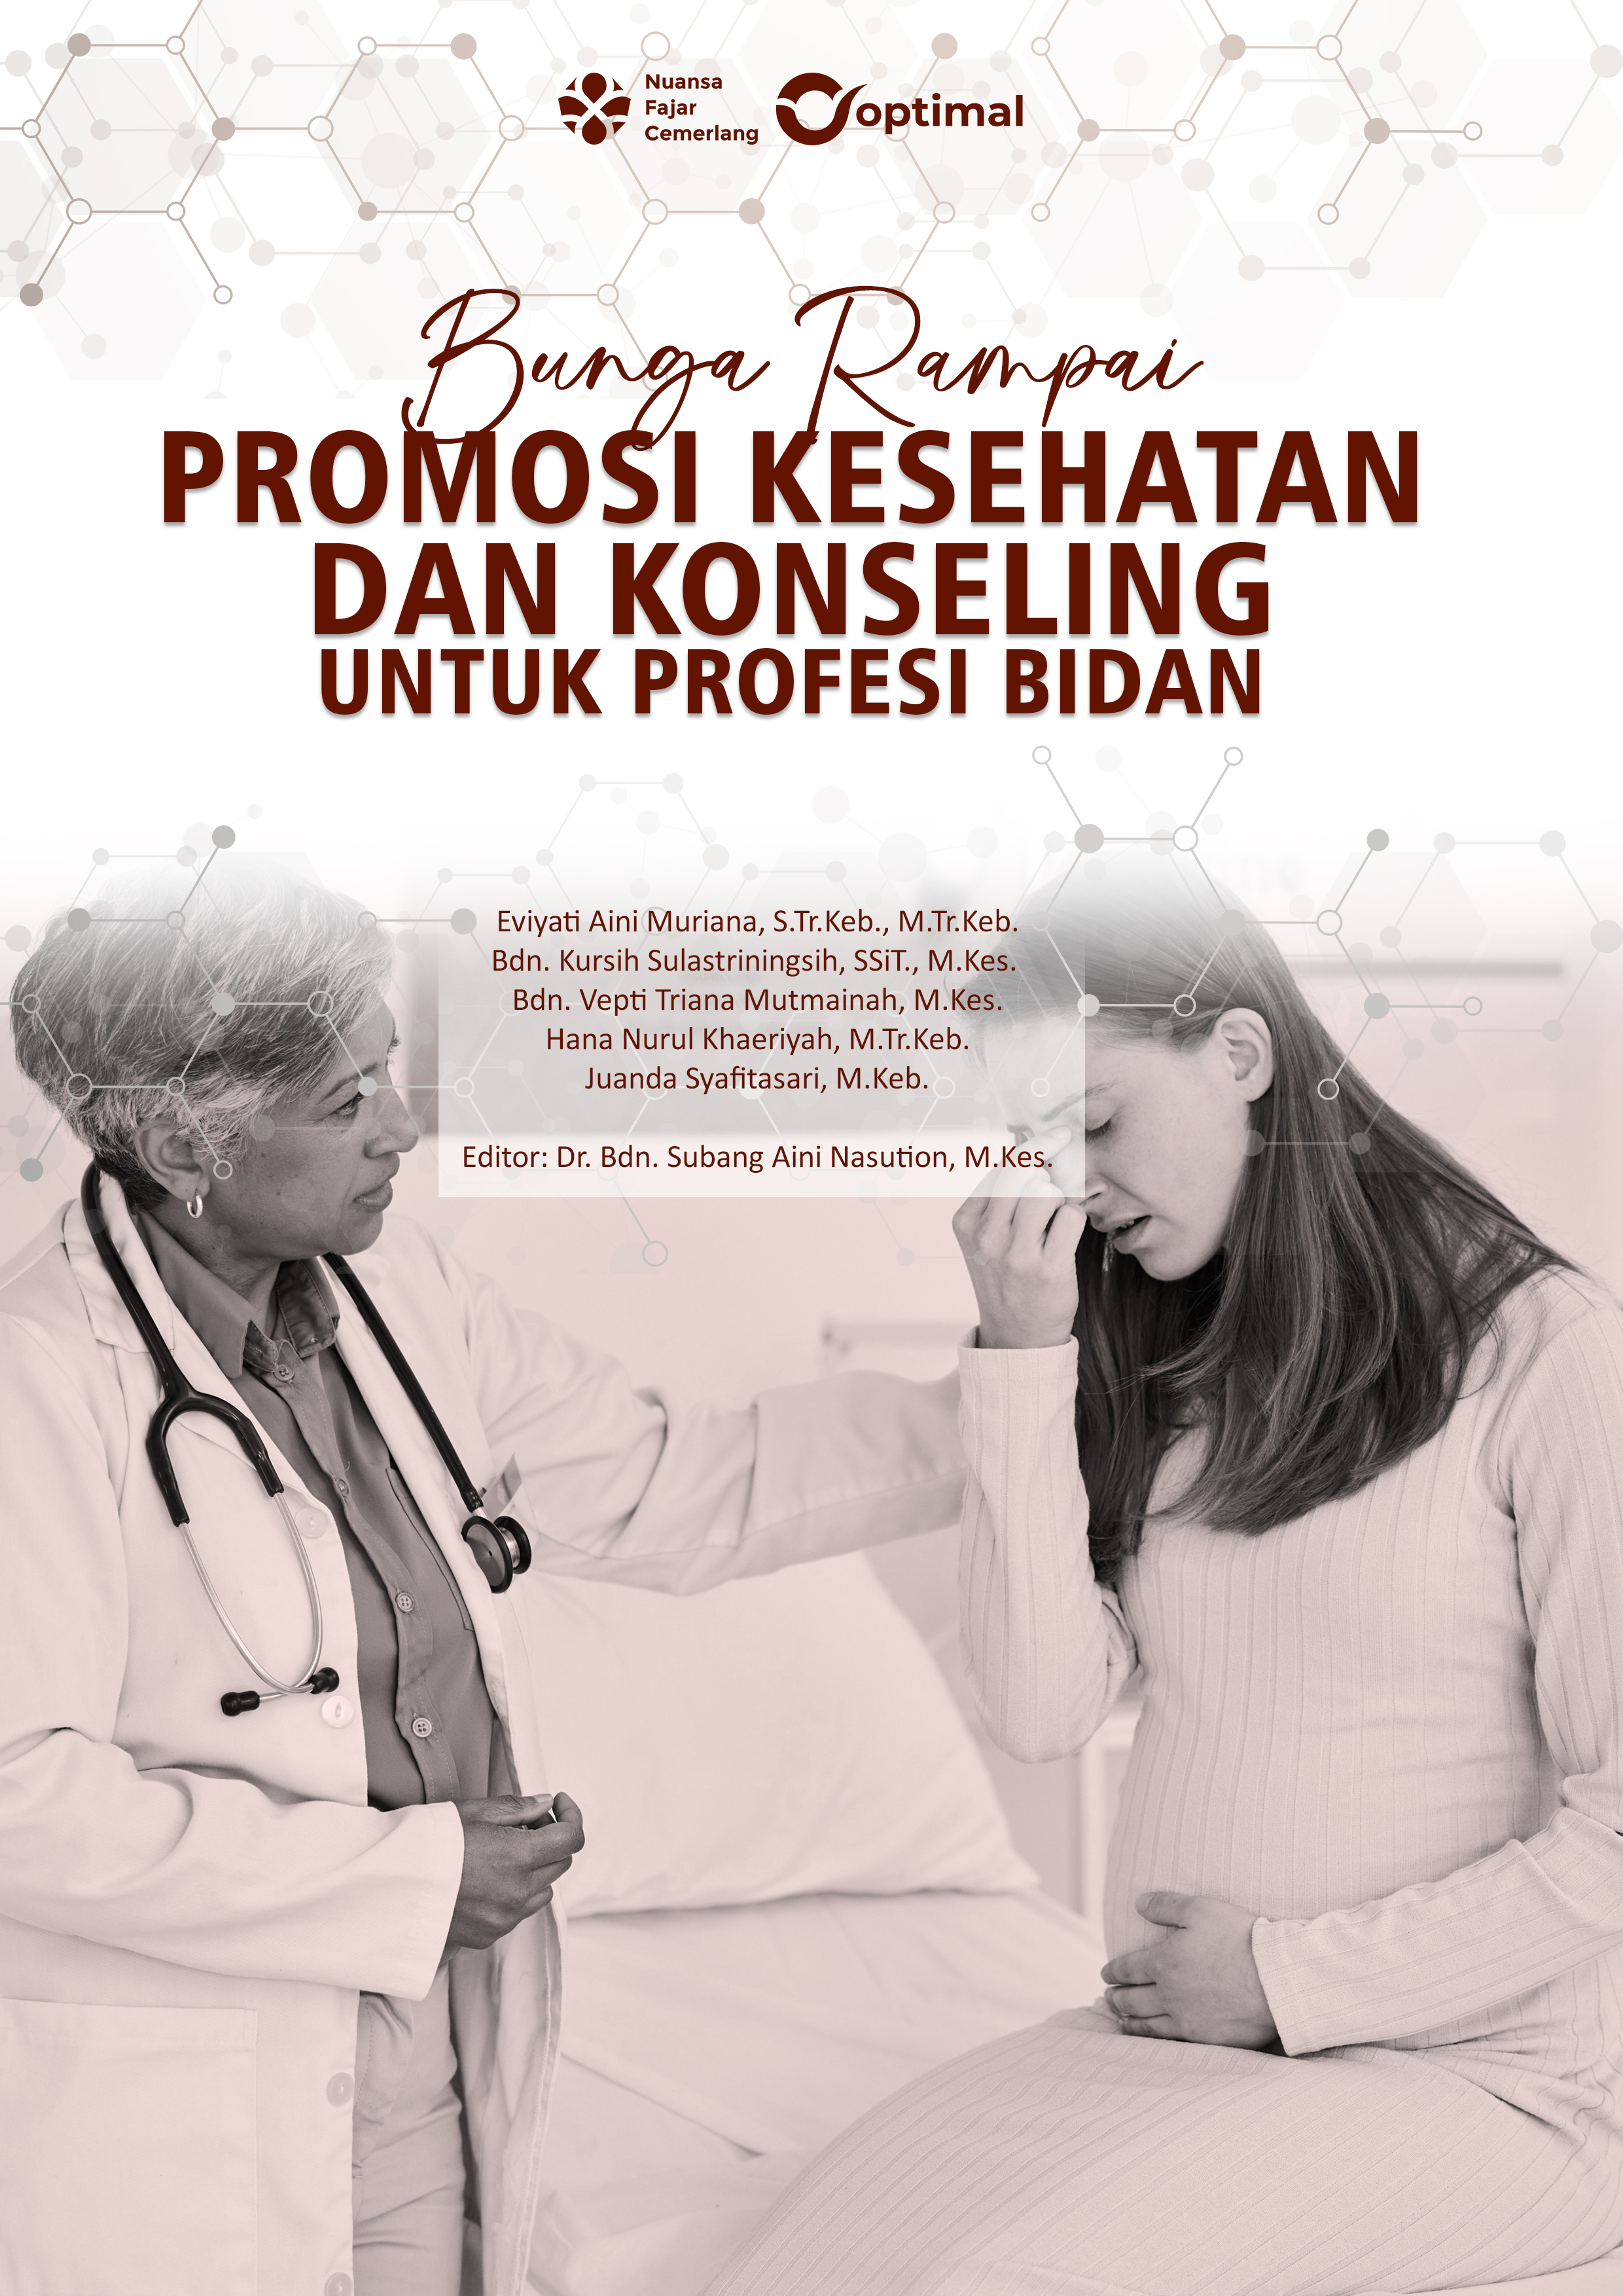 Nuansa
Fajar
Cemerlang
optimal
Bunga Rampai
PROMOSI KESEHATAN
DAN KONSELING
UNTUK PROFESI BIDAN
Eviyati Aini Muriana, S.Tr.Keb., M.Tr.Keb.
Bdn. Kursih Sulastriningsih, SSiT., M.Kes.
Bdn. Vepti Triana Mutmainah, M.Kes.
Hana Nurul Khaeriyah, M.Tr.Keb.
Juanda Syafitasari, M.Keb.
Editor: Dr. Bdn. Subang Aini Nasution, M.Kes.